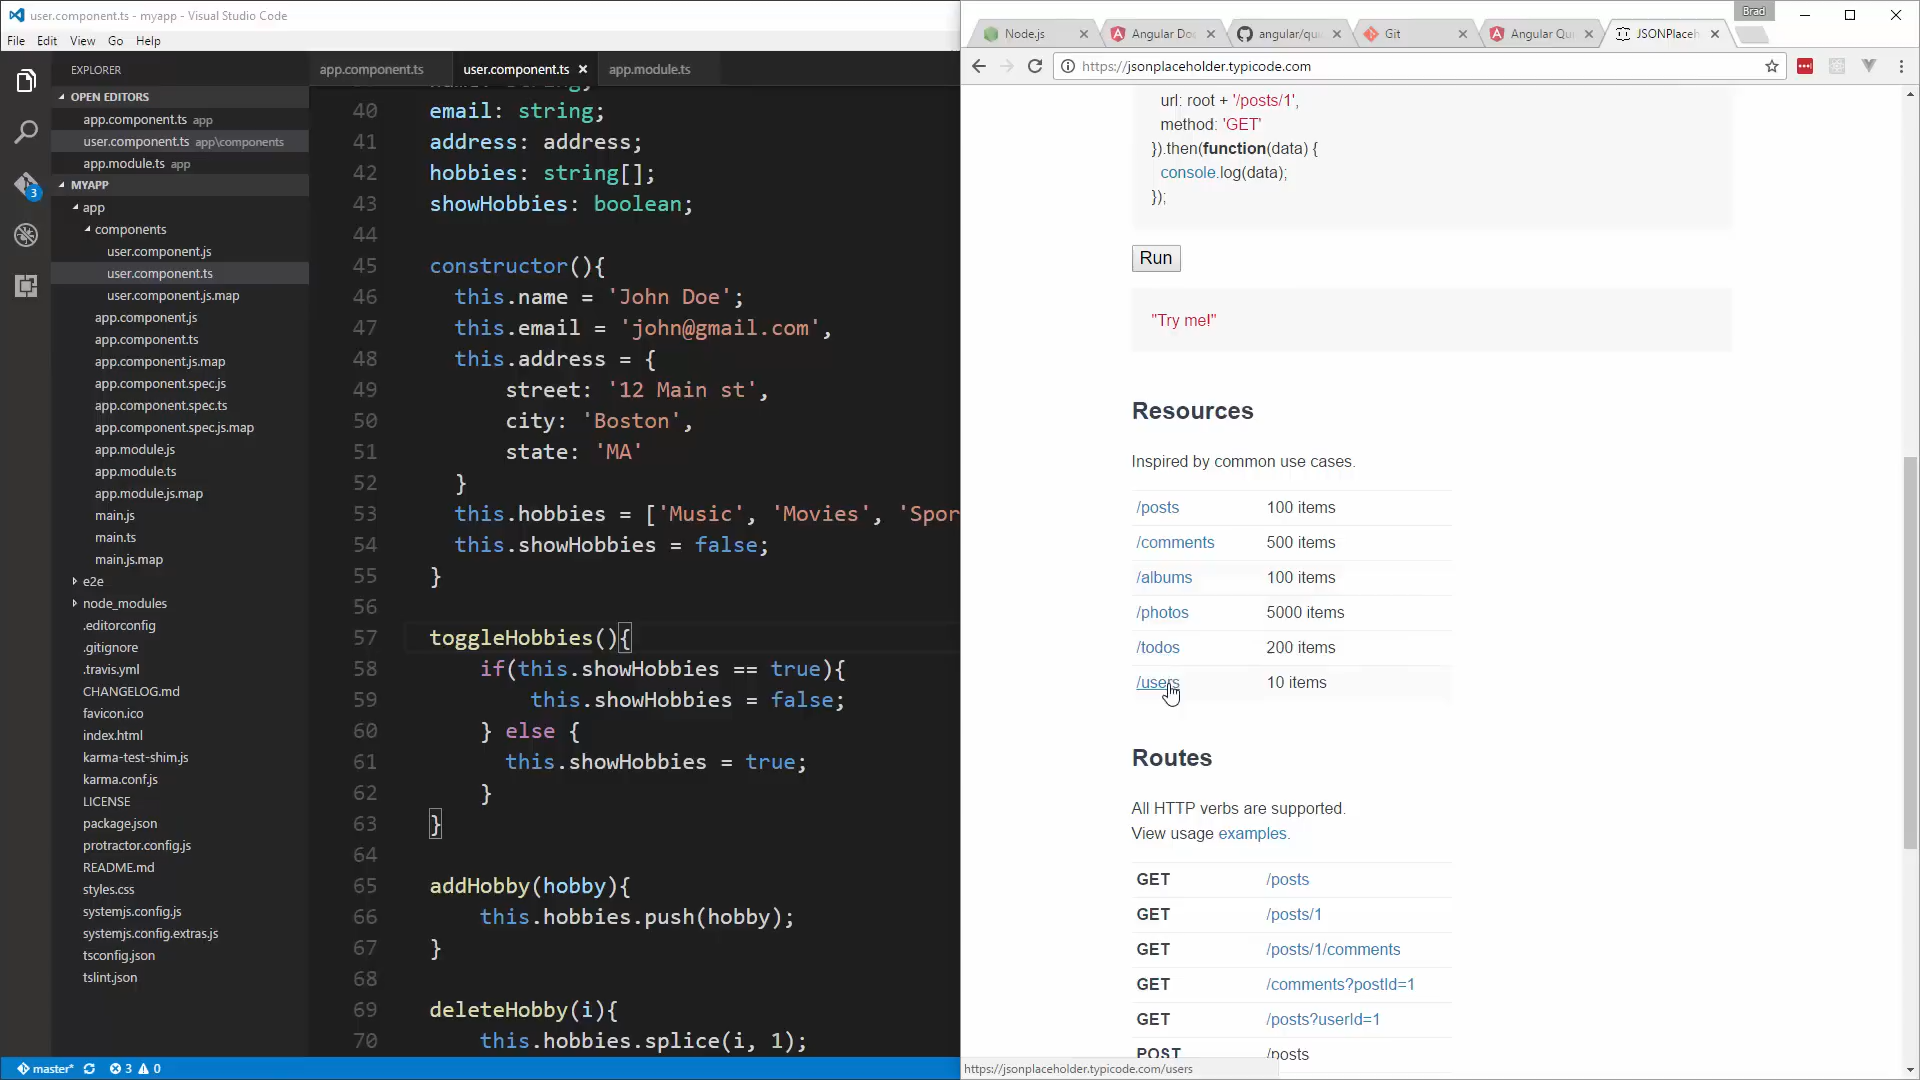 user.component.ts - myapp - Visual Studio Code
File Edit View Go Help
EXPLORER
OPEN EDITORS
app.component.ts app
user.component.ts app\components
app.module.ts app
MYAPP
app
components
user.component.js
user.component.ts
user.component.js.map
app.component.js
app.component.ts
app.component.js.map
app.component.spec.js
app.component.spec.ts
app.component.spec.js.map
app.module.js
app.module.ts
app.module.js.map
main.js
main.ts
main.js.map
e2e
node_modules
.editorconfig
.gitignore
.travis.yml
CHANGELOG.md
favicon.ico
index.html
karma-test-shim.js
karma.conf.js
LICENSE
package.json
protractor.config.js
README.md
styles.css
systemjs.config.js
systemjs.config.extras.js
tsconfig.json
tslint.json
3
master* 3 0
app.component.ts user.component.ts app.module.ts
40 email: string;
41 address: address;
42 hobbies: string[];
43 showHobbies: boolean;
44
45 constructor(){
46 this.name = 'John Doe';
47 this.email = 'john@gmail.com',
48 this.address = {
49 street: '12 Main st',
50 city: 'Boston',
51 state: 'MA'
52 }
53 this.hobbies = ['Music', 'Movies', 'Spor
54 this.showHobbies = false;
55 }
56
57 toggleHobbies(){
58 if(this.showHobbies == true){
59 this.showHobbies = false;
60 } else {
61 this.showHobbies = true;
62 }
63 }
64
65 addHobby(hobby){
66 this.hobbies.push(hobby);
67 }
68
69 deleteHobby(i){
70 this.hobbies.splice(i, 1);
Brad
Node.js Angular Doc angular/qui Git Angular Qui JSONPlaceh
https://jsonplaceholder.typicode.com
url: root + '/posts/1',
method: 'GET'
}).then(function(data) {
console.log(data);
});
Run
"Try me!"
Resources
Inspired by common use cases.
/posts 100 items
/comments 500 items
/albums 100 items
/photos 5000 items
/todos 200 items
/users 10 items
Routes
All HTTP verbs are supported.
View usage examples.
GET /posts
GET /posts/1
GET /posts/1/comments
GET /comments?postId=1
GET /posts?userId=1
POST /posts
https://jsonplaceholder.typicode.com/users